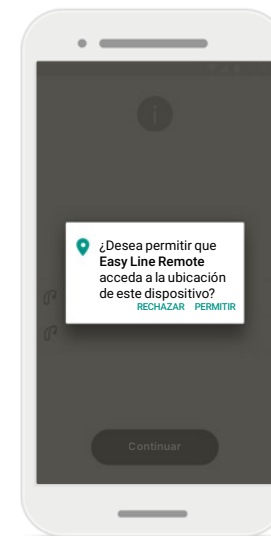 ¿Desea permitir que
Easy Line Remote
acceda a la ubicación
de este dispositivo?
RECHAZAR PERMITIR
Continuar